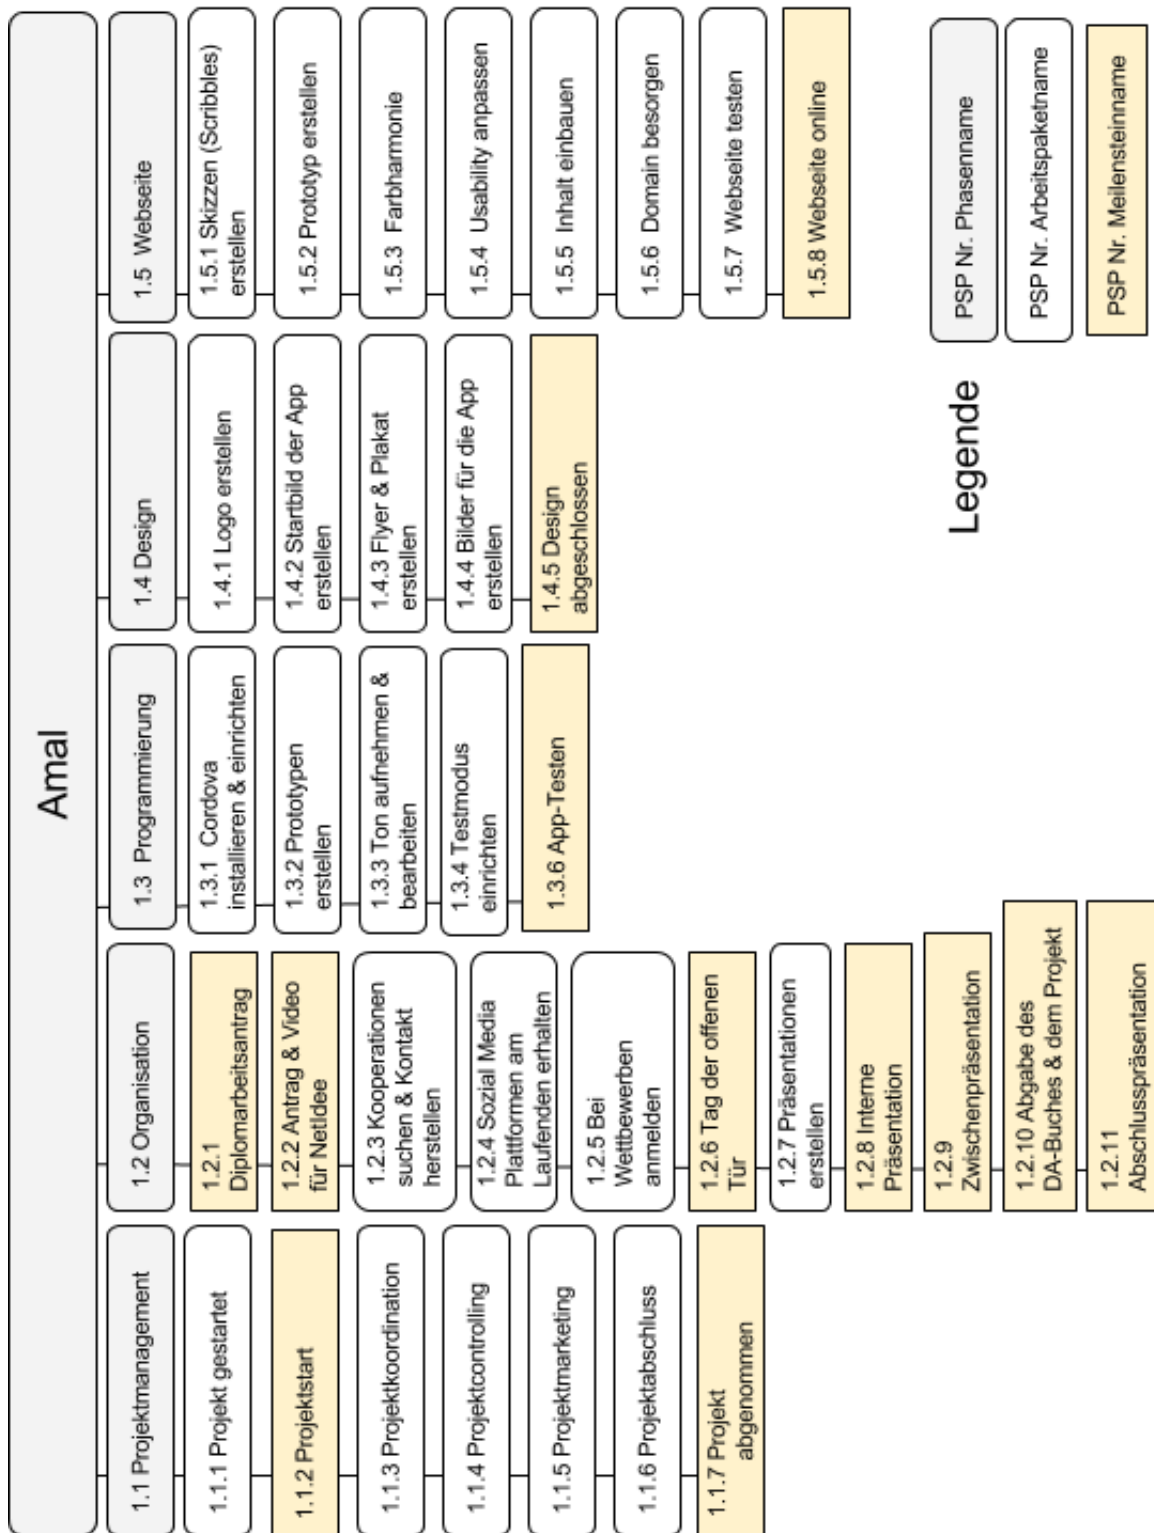 Amal
1.1 Projektmanagement
1.1.1 Projekt gestartet
1.1.2 Projektstart
1.1.3 Projektkoordination
1.1.4 Projektcontrolling
1.1.5 Projektmarketing
1.1.6 Projektabschluss
1.1.7 Projekt
abgenommen
1.2 Organisation
1.2.1
Diplomarbeitsantrag
1.2.2 Antrag & Video
für NetIdee
1.2.3 Kooperationen
suchen & Kontakt
herstellen
1.2.4 Sozial Media
Plattformen am
Laufenden erhalten
1.2.5 Bei
Wettbewerben
anmelden
1.2.6 Tag der offenen
Tür
1.2.7 Präsentationen
erstellen
1.2.8 Interne
Präsentation
1.2.9
Zwischenpräsentation
1.2.10 Abgabe des
DA-Buches & dem Projekt
1.2.11
Abschlusspräsentation
1.3 Programmierung
1.3.1 Cordova
installieren & einrichten
1.3.2 Prototypen
erstellen
1.3.3 Ton aufnehmen &
bearbeiten
1.3.4 Testmodus
einrichten
1.3.6 App-Testen
1.4 Design
1.4.1 Logo erstellen
1.4.2 Startbild der App
erstellen
1.4.3 Flyer & Plakat
erstellen
1.4.4 Bilder für die App
erstellen
1.4.5 Design
abgeschlossen
1.5 Webseite
1.5.1 Skizzen (Scribbles)
erstellen
1.5.2 Prototyp erstellen
1.5.3 Farbharmonie
1.5.4 Usability anpassen
1.5.5 Inhalt einbauen
1.5.6 Domain besorgen
1.5.7 Webseite testen
1.5.8 Webseite online
Legende
PSP Nr. Phasenname
PSP Nr. Arbeitspaketname
PSP Nr. Meilensteinname